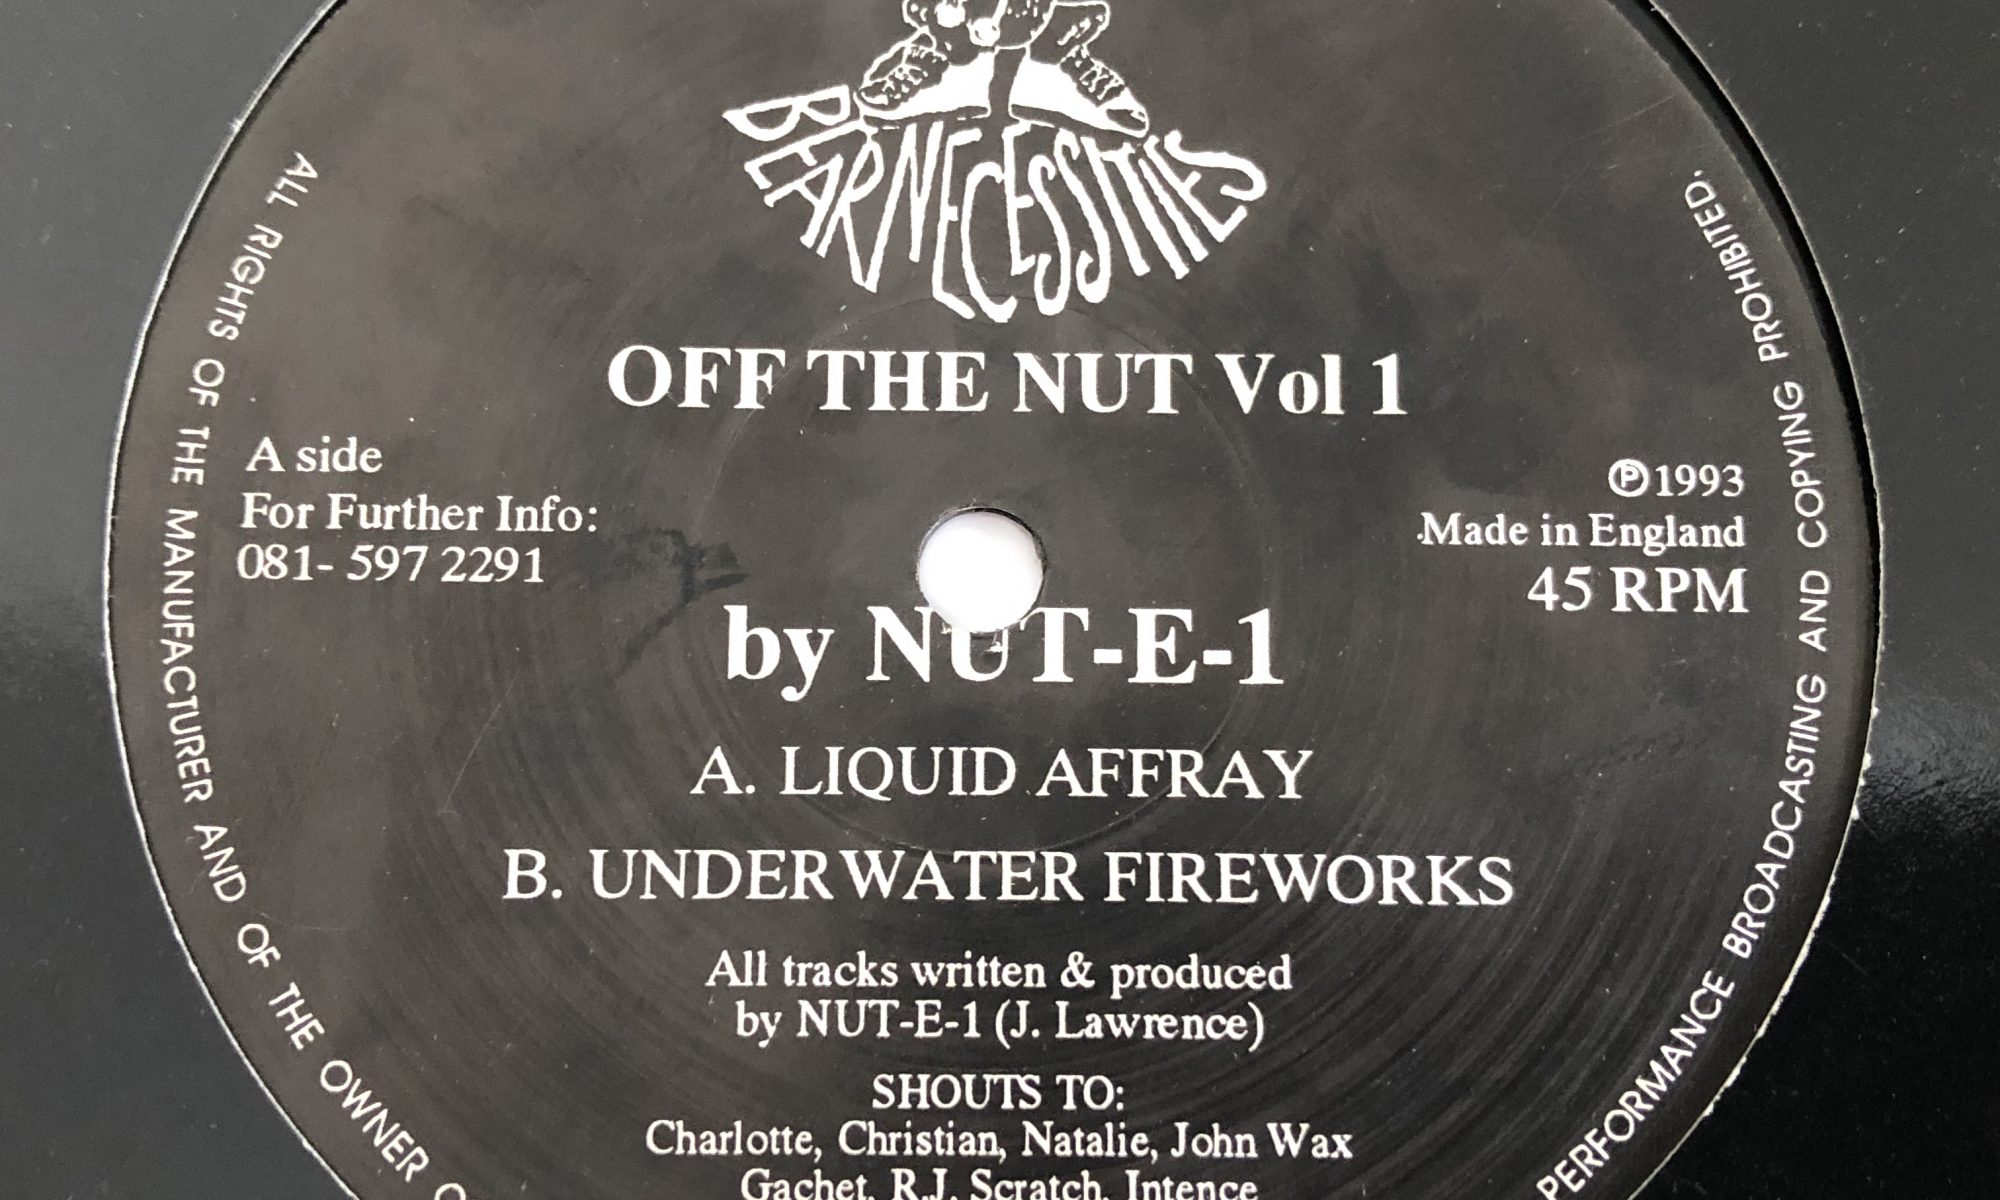 BEAR NECESSITIES
OFF THE NUT Vol 1
A side
For Further Info:
081- 597 2291
℗1993
Made in England
45 RPM
by NUT-E-1
A. LIQUID AFFRAY
B. UNDERWATER FIREWORKS
All tracks written & produced
by NUT-E-1 (J. Lawrence)
SHOUTS TO:
Charlotte, Christian, Natalie, John Wax
Gachet, R.J. Scratch, Intence
ALL RIGHTS OF THE MANUFACTURER AND OF THE OWNER O
PERFORMANCE BROADCASTING AND COPYING PROHIBITED.